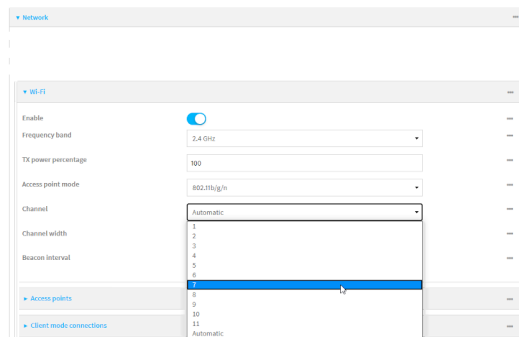 Network
Wi-Fi
Enable
Frequency band
2.4 GHz
TX power percentage
100
Access point mode
802.11b/g/n
Channel
Automatic
1
2
3
4
5
6
7
8
9
10
11
Automatic
Channel width
Beacon interval
Access points
Client mode connections